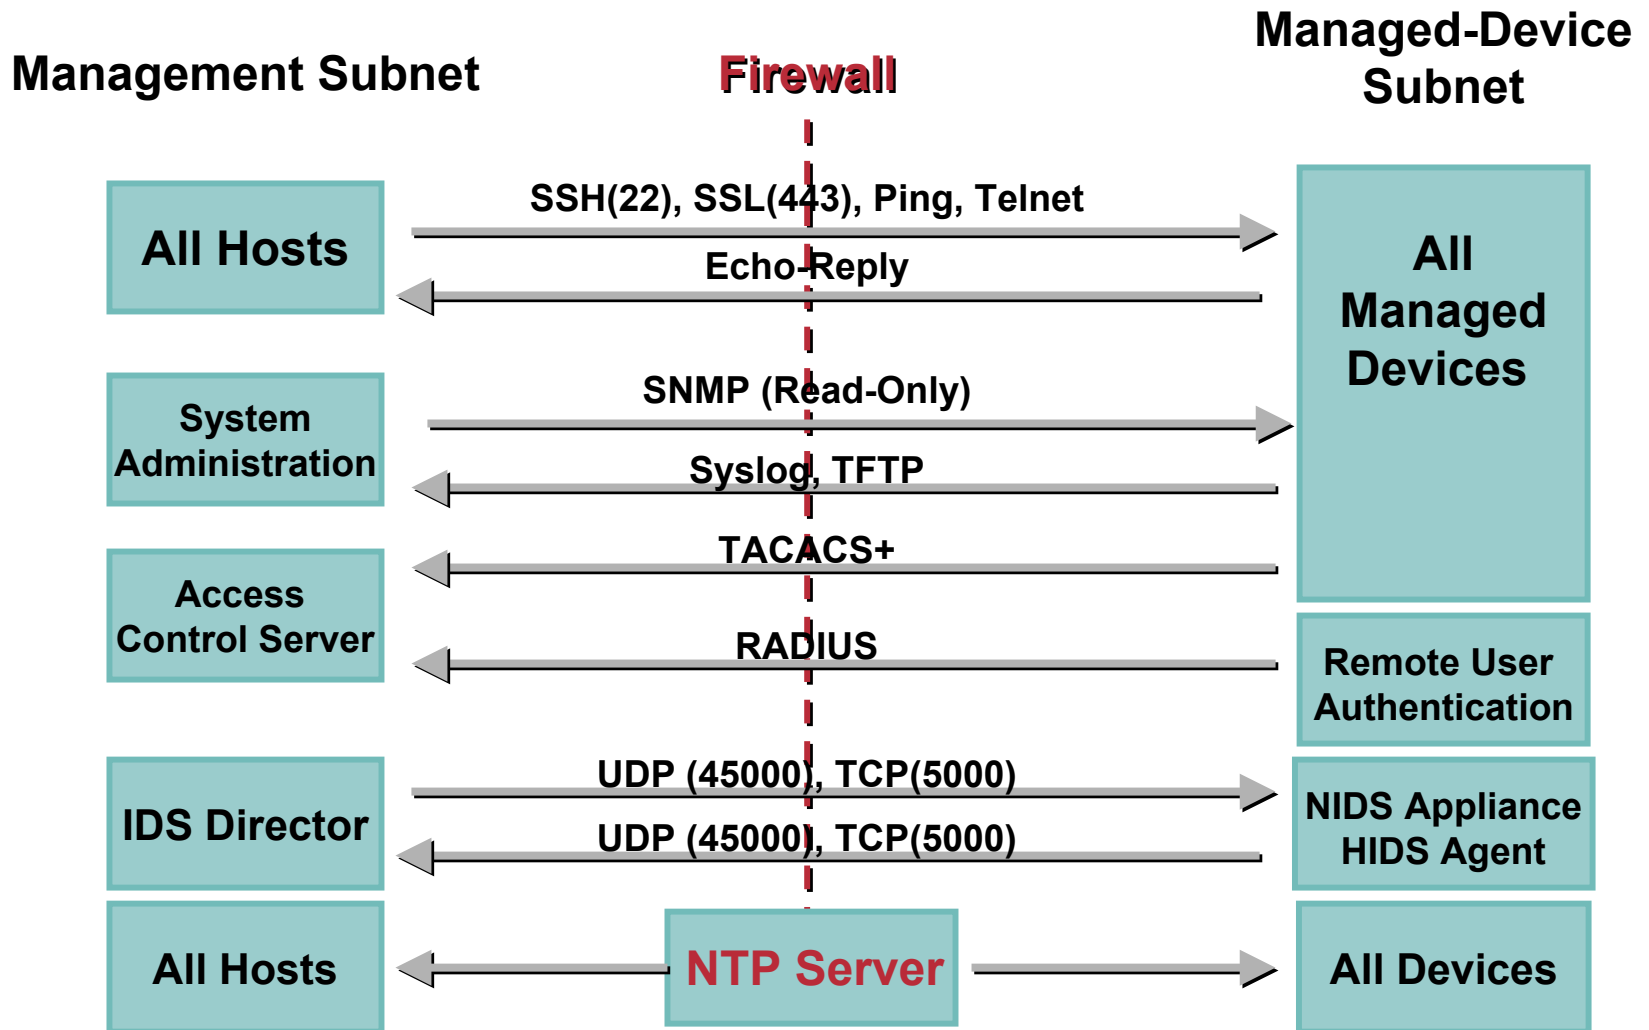 Management Subnet
Firewall
Managed-Device
Subnet
All Hosts
SSH(22), SSL(443), Ping, Telnet
Echo-Reply
All
Managed
Devices
System
Administration
SNMP (Read-Only)
Syslog, TFTP
Access
Control Server
TACACS+
RADIUS
Remote User
Authentication
IDS Director
UDP (45000), TCP(5000)
UDP (45000), TCP(5000)
NIDS Appliance
HIDS Agent
All Hosts
NTP Server
All Devices